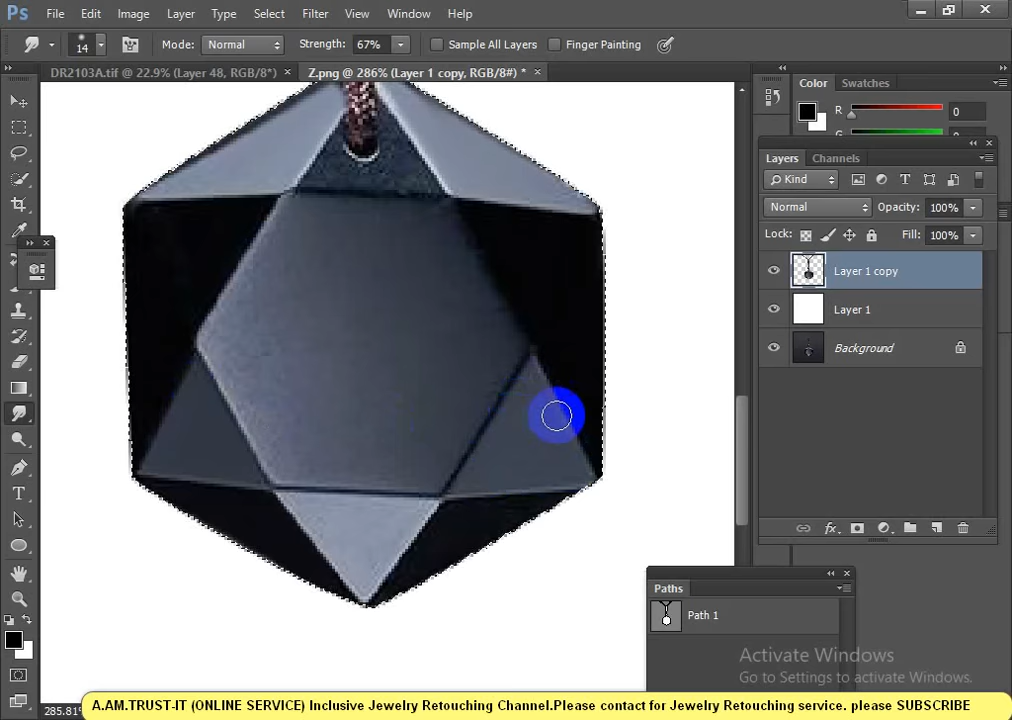 Ps File Edit Image Layer Type Select Filter View Window Help
14 Mode: Normal Strength: 67% Sample All Layers Finger Painting
DR2103A.tif @ 22.9% (Layer 48, RGB/8*) × Z.png @ 286% (Layer 1 copy, RGB/8#) * ×
Color Swatches
R 0
Layers Channels
Kind
Normal Opacity: 100%
Lock: Fill: 100%
Layer 1 copy
Layer 1
Background
fx
Paths
Path 1
Activate Windows
Go to Settings to activate Windows.
285.81%
A.AM.TRUST-IT (ONLINE SERVICE) Inclusive Jewelry Retouching Channel.Please contact for Jewelry Retouching service. please SUBSCRIBE